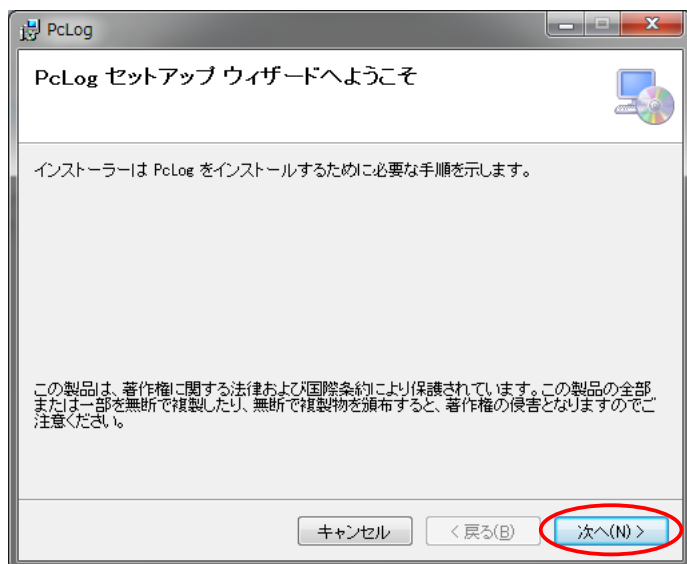 PcLog
PcLog セットアップ ウィザードへようこそ
インストーラーは PcLog をインストールするために必要な手順を示します。
この製品は、著作権に関する法律および国際条約により保護されています。この製品の全部
または一部を無断で複製したり、無断で複製物を頒布すると、著作権の侵害となりますのでご
注意ください。
キャンセル
< 戻る(B)
次へ(N) >